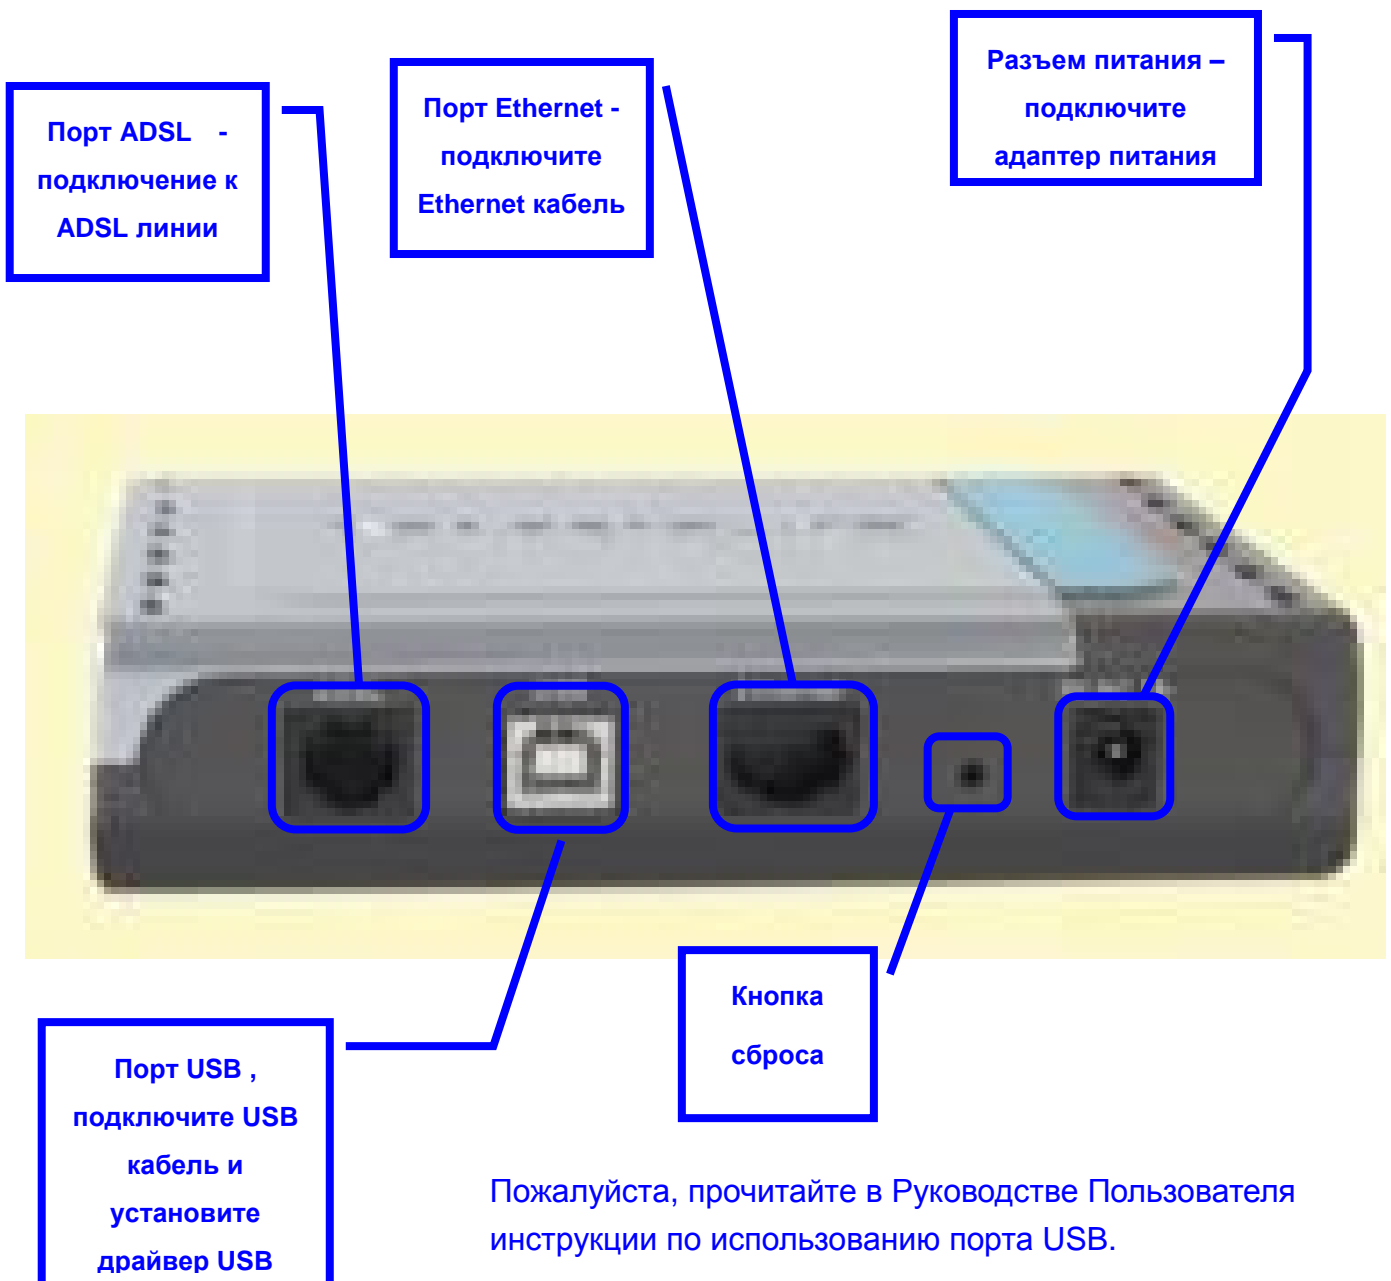 Порт ADSL -
подключение к
ADSL линии
Порт Ethernet -
подключите
Ethernet кабель
Разъем питания –
подключите
адаптер питания
Кнопка
сброса
Порт USB ,
подключите USB
кабель и
установите
драйвер USB
Пожалуйста, прочитайте в Руководстве Пользователя
инструкции по использованию порта USB.